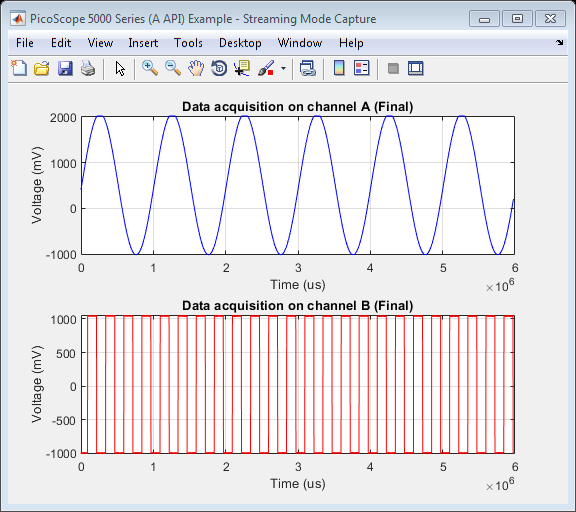 PicoScope 5000 Series (A API) Example - Streaming Mode Capture
File Edit View Insert Tools Desktop Window Help
Data acquisition on channel A (Final)
2000
1000
0
-1000
Voltage (mV)
0 1 2 3 4 5 6
Time (us)
×10^6
Data acquisition on channel B (Final)
1000
500
0
-500
-1000
Voltage (mV)
0 1 2 3 4 5 6
Time (us)
×10^6